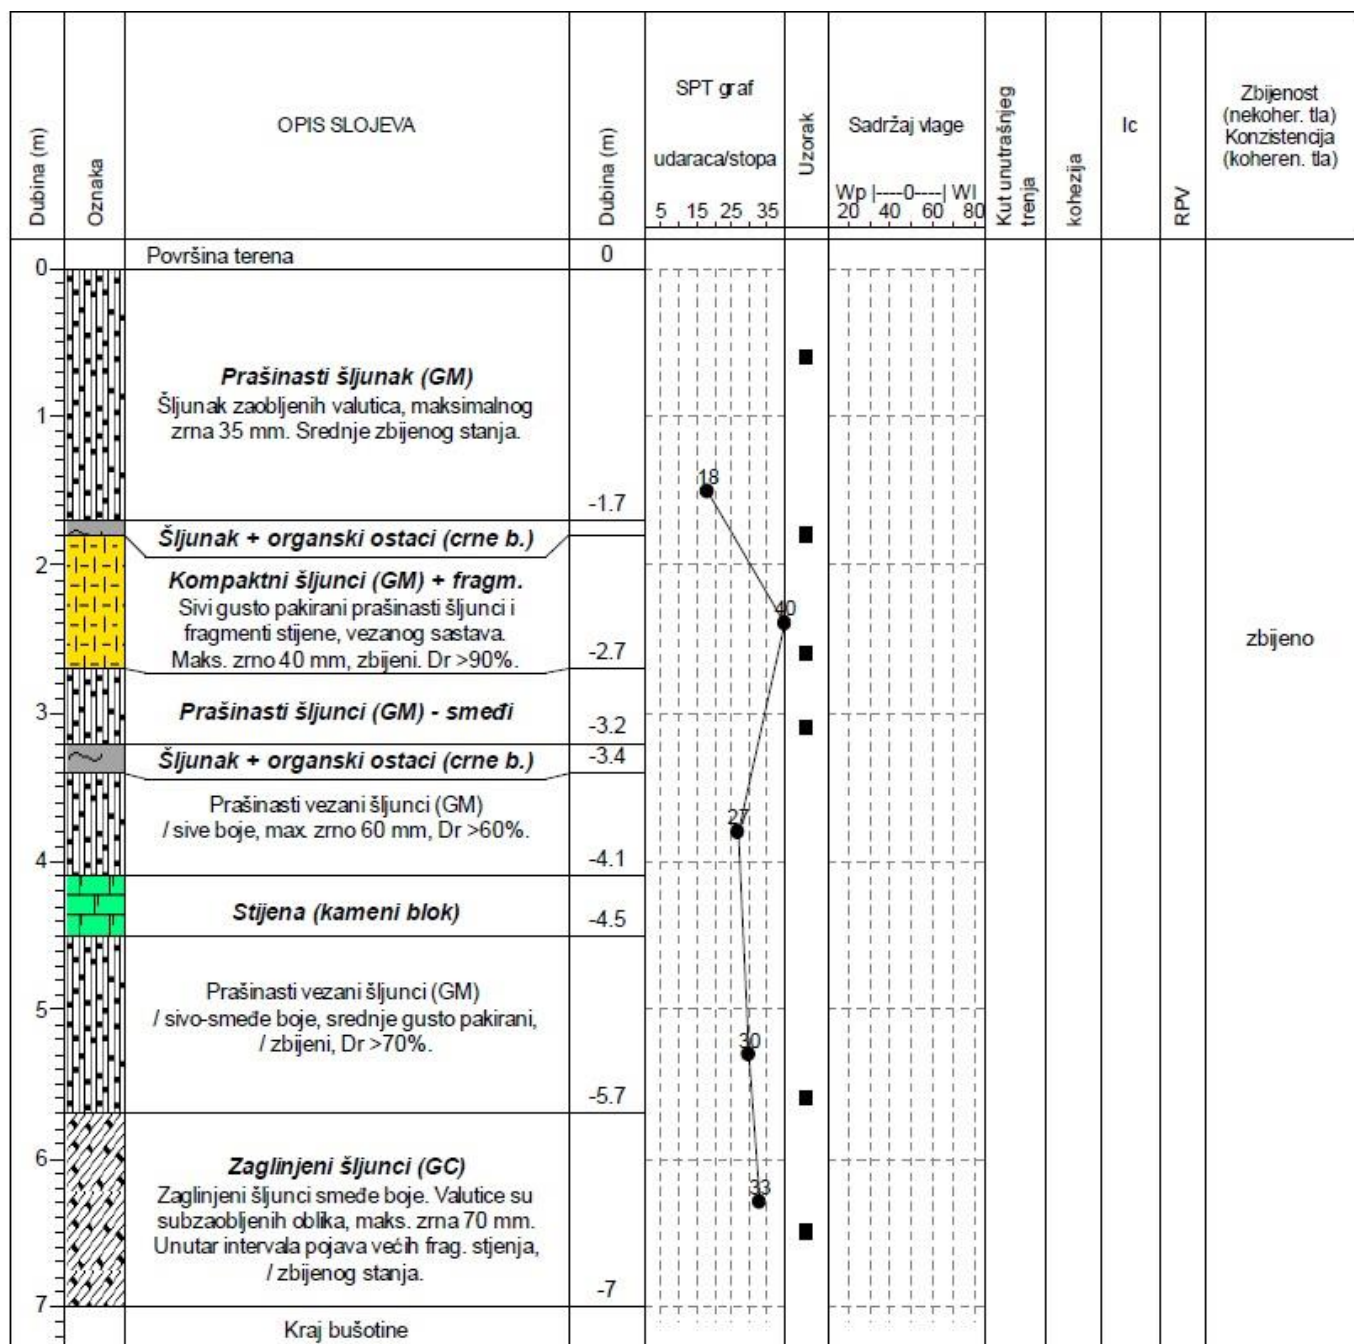 Dubina (m)
Oznaka
OPIS SLOJEVA
Dubina (m)
SPT graf
udaraca/stopa
5 15 25 35
Uzorak
Sadržaj vlage
Wp |----0----| Wl
20 40 60 80
Kut unutrašnjeg
trenja
kohezija
Ic
RPV
Zbijenost
(nekoher. tla)
Konzistencija
(koheren. tla)
Površina terena
0
0
Prašinasti šljunak (GM)
Šljunak zaobljenih valutica, maksimalnog
zrna 35 mm. Srednje zbijenog stanja.
1
18
-1.7
Šljunak + organski ostaci (crne b.)
2
Kompaktni šljunci (GM) + fragm.
Sivi gusto pakirani prašinasti šljunci i
fragmenti stijene, vezanog sastava.
Maks. zrno 40 mm, zbijeni. Dr >90%.
40
-2.7
zbijeno
3
Prašinasti šljunci (GM) - smeđi
-3.2
Šljunak + organski ostaci (crne b.)
-3.4
Prašinasti vezani šljunci (GM)
/ sive boje, max. zrno 60 mm, Dr >60%.
27
4
-4.1
Stijena (kameni blok)
-4.5
Prašinasti vezani šljunci (GM)
/ sivo-smeđe boje, srednje gusto pakirani,
/ zbijeni, Dr >70%.
5
30
-5.7
6
Zaglinjeni šljunci (GC)
Zaglinjeni šljunci smeđe boje. Valutice su
subzaobljenih oblika, maks. zrna 70 mm.
Unutar intervala pojava većih frag. stjenja,
/ zbijenog stanja.
33
-7
7
Kraj bušotine